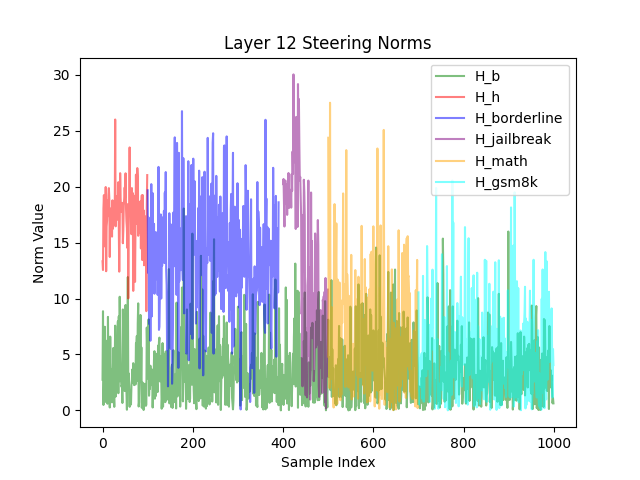 Layer 12 Steering Norms
Norm Value
30
25
20
15
10
5
0
H_b
H_h
H_borderline
H_jailbreak
H_math
H_gsm8k
0
200
400
600
800
1000
Sample Index